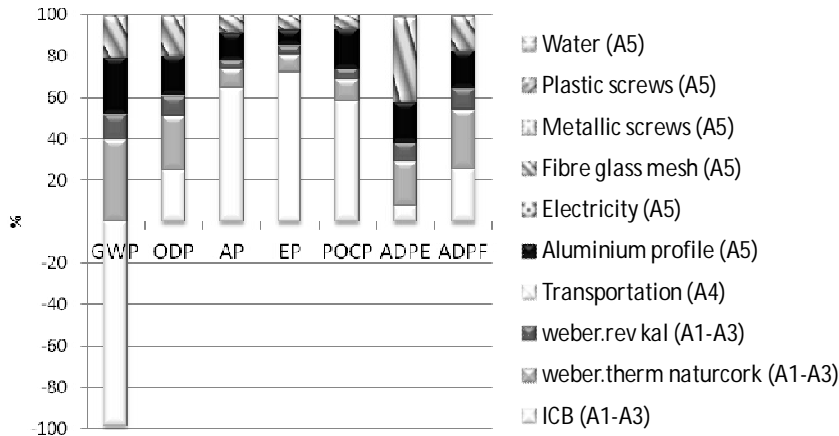 100
80
60
40
20
%
GWP ODP AP EP POCP ADPE ADPF
-20
-40
-60
-80
-100
Water (A5)
Plastic screws (A5)
Metallic screws (A5)
Fibre glass mesh (A5)
Electricity (A5)
Aluminium profile (A5)
Transportation (A4)
weber.rev kal (A1-A3)
weber.therm naturcork (A1-A3)
ICB (A1-A3)